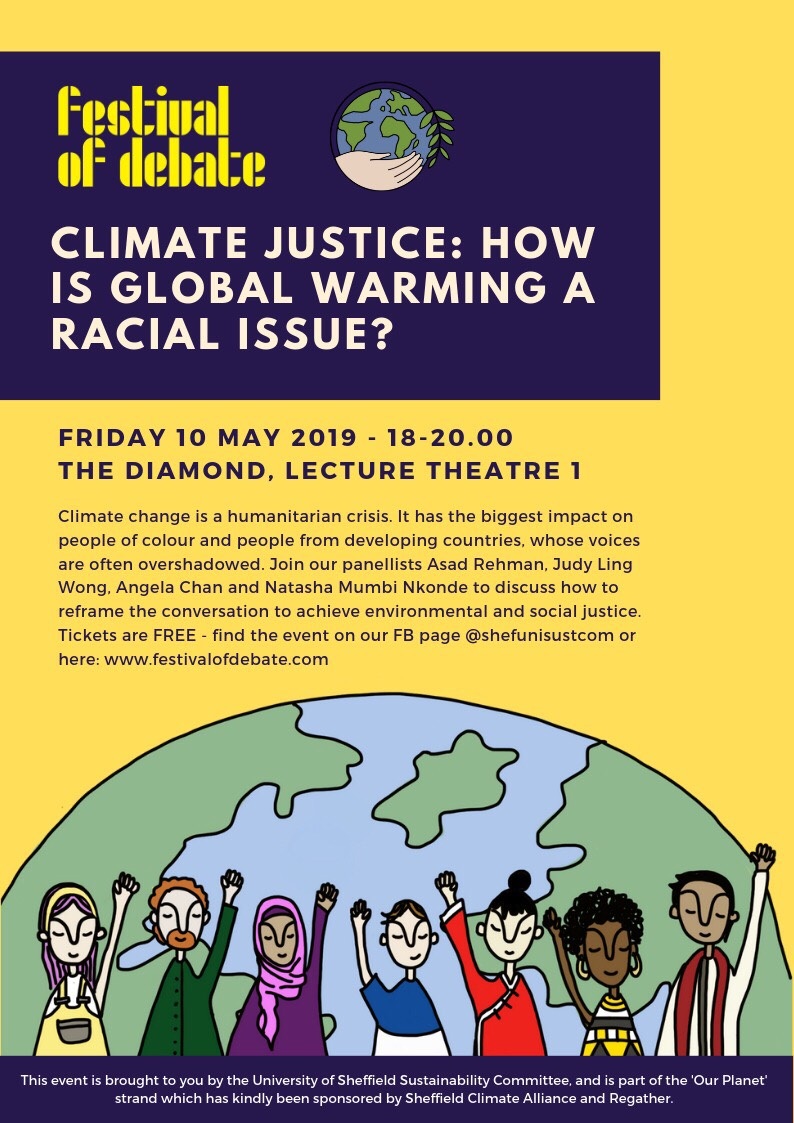 festival
of debate
CLIMATE JUSTICE: HOW
IS GLOBAL WARMING A
RACIAL ISSUE?
FRIDAY 10 MAY 2019 - 18-20.00
THE DIAMOND, LECTURE THEATRE 1
Climate change is a humanitarian crisis. It has the biggest impact on
people of colour and people from developing countries, whose voices
are often overshadowed. Join our panellists Asad Rehman, Judy Ling
Wong, Angela Chan and Natasha Mumbi Nkonde to discuss how to
reframe the conversation to achieve environmental and social justice.
Tickets are FREE - find the event on our FB page @shefunisustcom or
here: www.festivalofdebate.com
This event is brought to you by the University of Sheffield Sustainability Committee, and is part of the 'Our Planet'
strand which has kindly been sponsored by Sheffield Climate Alliance and Regather.